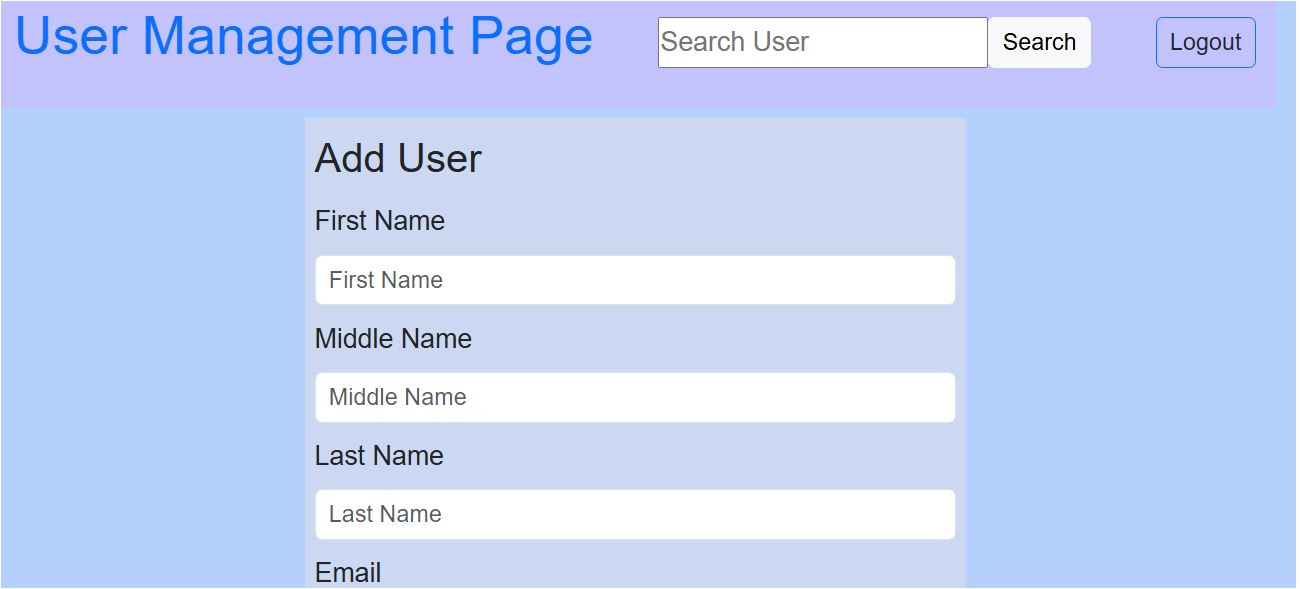 User Management Page Search User Search Logout
Add User
First Name
First Name
Middle Name
Middle Name
Last Name
Last Name
Email